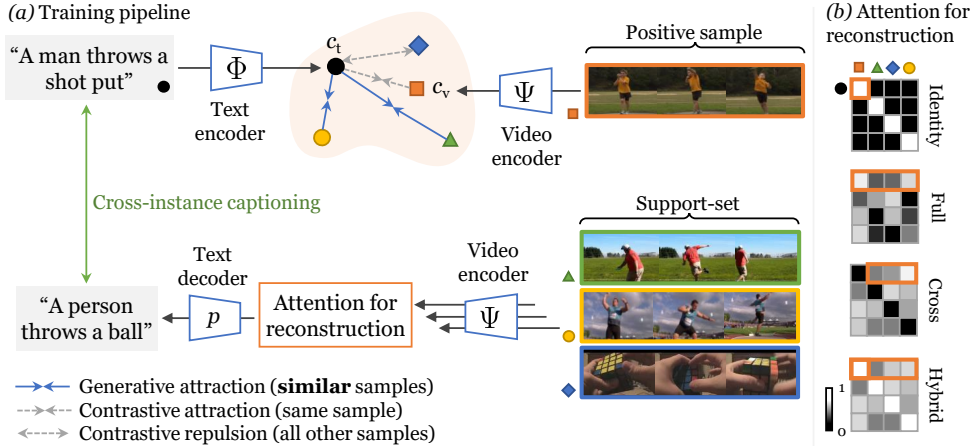 (a) Training pipeline
“A man throws a
shot put”
Φ
Text
encoder
c_t
c_v
Ψ
Video
encoder
Positive sample
Cross-instance captioning
“A person
throws a ball”
Text
decoder
p
Attention for
reconstruction
Video
encoder
Ψ
Support-set
Generative attraction (similar samples)
Contrastive attraction (same sample)
Contrastive repulsion (all other samples)
(b) Attention for
reconstruction
Identity
Full
Cross
Hybrid
1
0